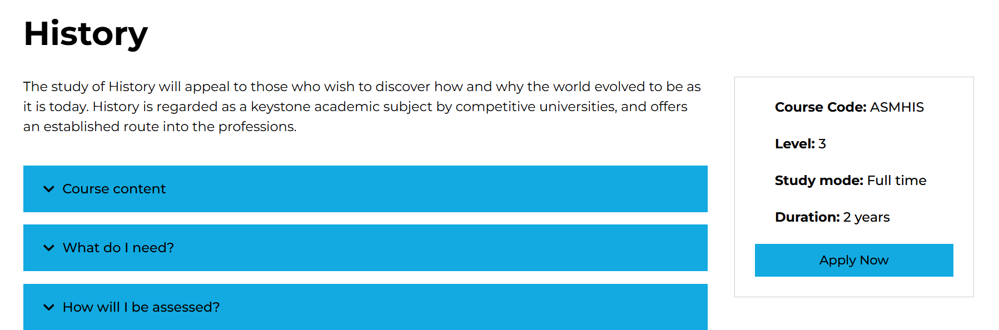 History
The study of History will appeal to those who wish to discover how and why the world evolved to be as
it is today. History is regarded as a keystone academic subject by competitive universities, and offers
an established route into the professions.
Course content
What do I need?
How will I be assessed?
Course Code: ASMHIS
Level: 3
Study mode: Full time
Duration: 2 years
Apply Now